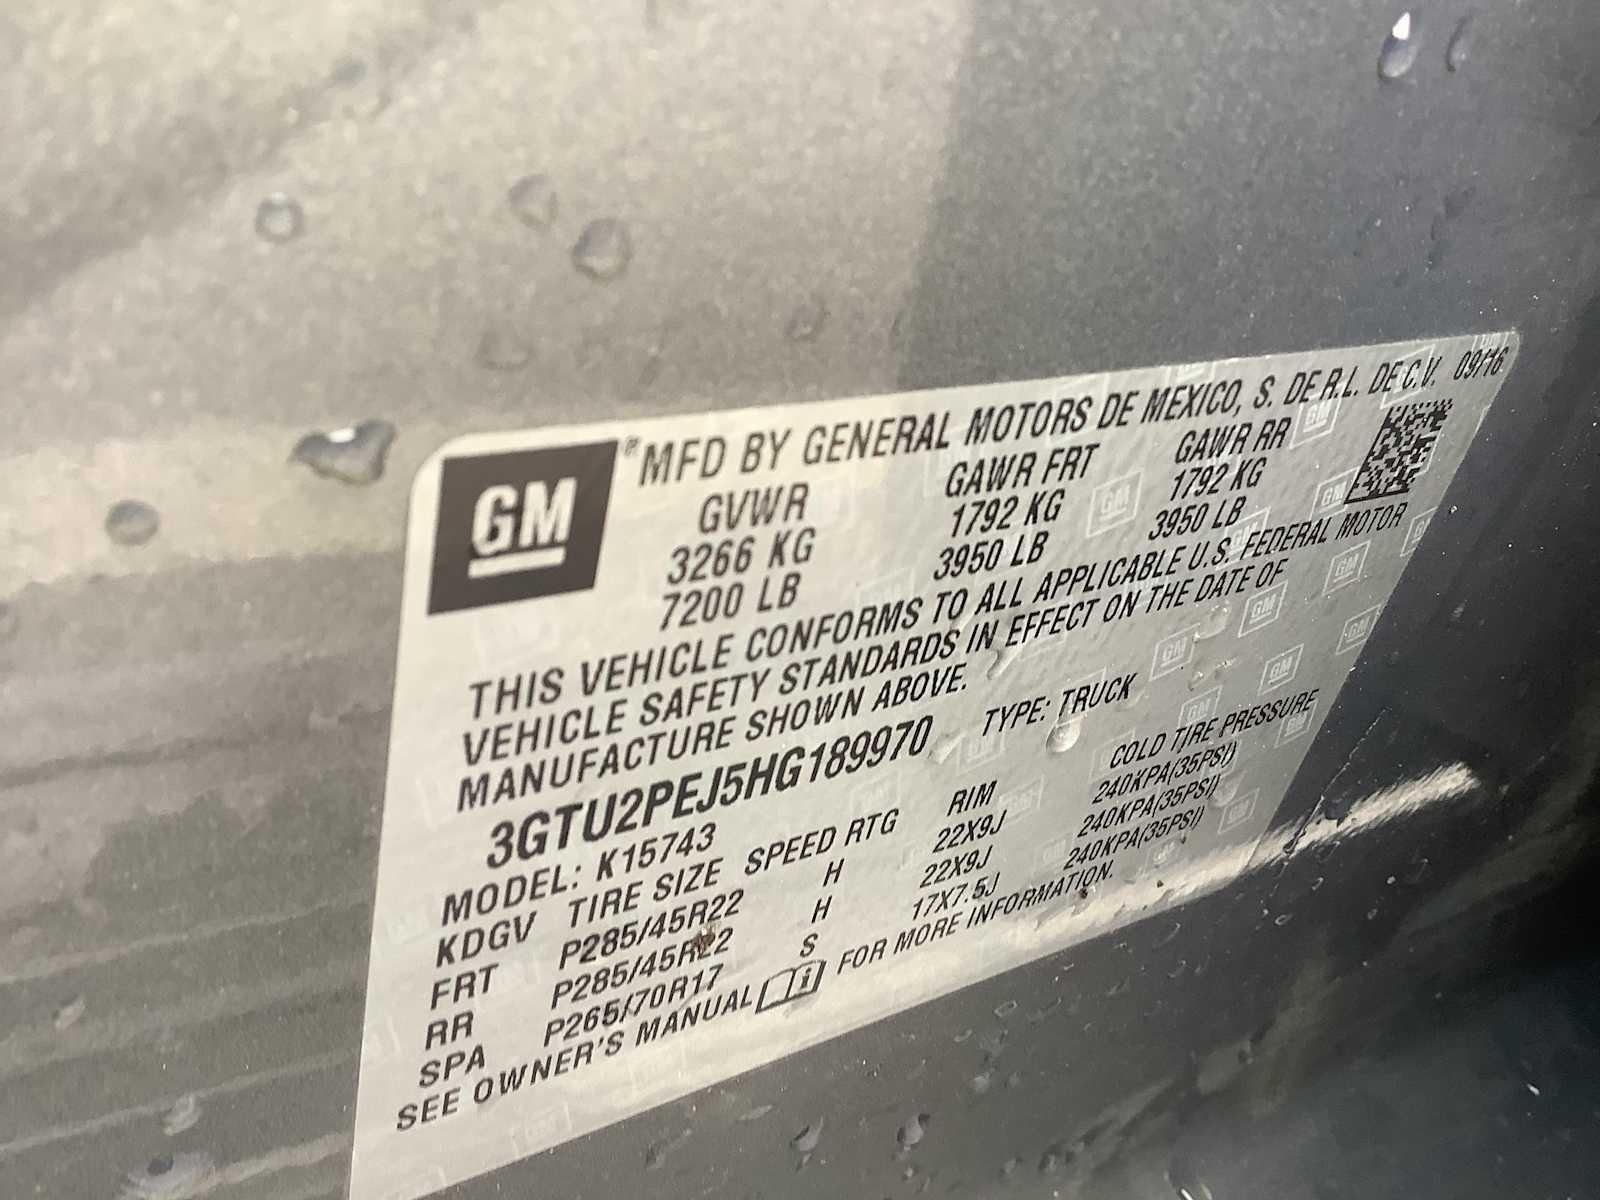 GM ® MFD BY GENERAL MOTORS DE MEXICO, S. DE R.L. DE C.V. 09/16
GVWR GAWR FRT GAWR RR
3266 KG 1792 KG 1792 KG
7200 LB 3950 LB 3950 LB
THIS VEHICLE CONFORMS TO ALL APPLICABLE U.S. FEDERAL MOTOR
VEHICLE SAFETY STANDARDS IN EFFECT ON THE DATE OF
MANUFACTURE SHOWN ABOVE.
3GTU2PEJ5HG189970 TYPE: TRUCK
MODEL: K15743
KDGV TIRE SIZE SPEED RTG RIM COLD TIRE PRESSURE
FRT P285/45R22 H 22X9J 240KPA(35PSI)
RR P285/45R22 H 22X9J 240KPA(35PSI)
SPA P265/70R17 S 17X7.5J 240KPA(35PSI)
SEE OWNER'S MANUAL i FOR MORE INFORMATION.